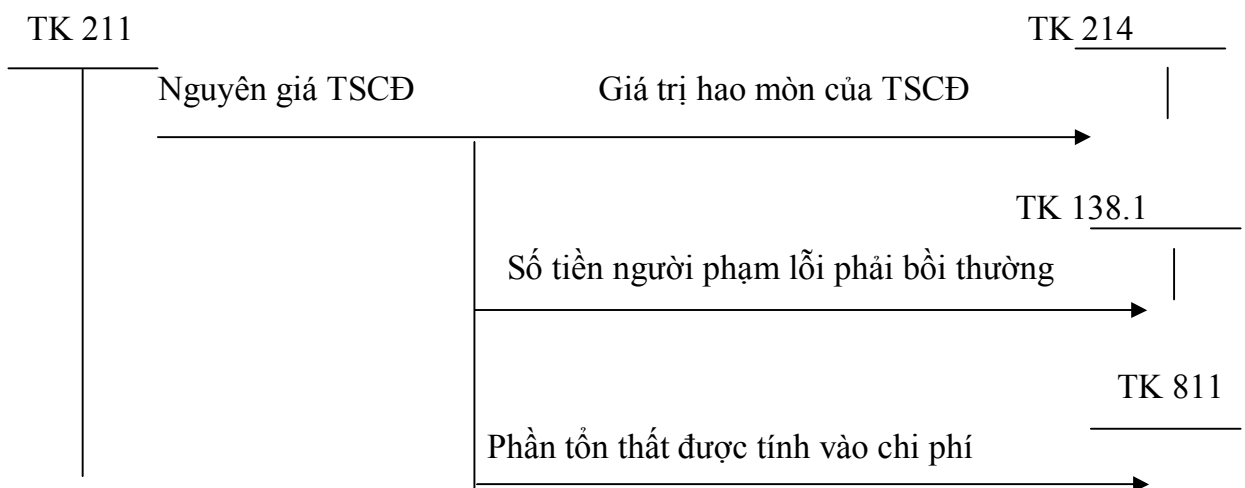 TK 211 TK 214
Nguyên giá TSCĐ Giá trị hao mòn của TSCĐ
TK 138.1
Số tiền người phạm lỗi phải bồi thường
TK 811
Phần tổn thất được tính vào chi phí